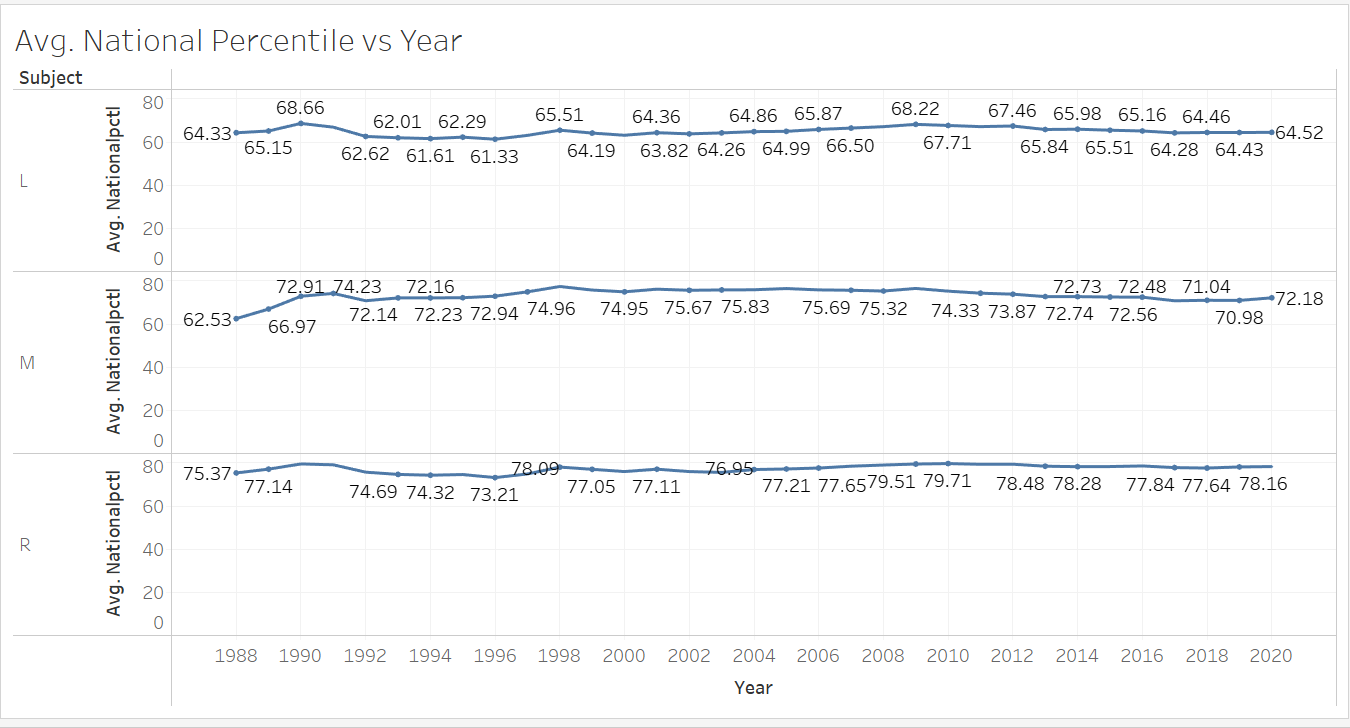 Avg. National Percentile vs Year
Subject
L
Avg. Nationalpctl
80
60
40
20
0
68.66 62.01 62.29 65.51 64.36 64.86 65.87 68.22 67.46 65.98 65.16 64.46
64.33 64.52
65.15 62.62 61.61 61.33 64.19 63.82 64.26 64.99 66.50 67.71 65.84 65.51 64.28 64.43
M
Avg. Nationalpctl
80
60
40
20
0
72.91 74.23 72.16 72.73 72.48 71.04
62.53 72.18
66.97 72.14 72.23 72.94 74.96 74.95 75.67 75.83 75.69 75.32 74.33 73.87 72.74 72.56 70.98
R
Avg. Nationalpctl
80
60
40
20
0
75.37 78.09 76.95
77.14 74.69 74.32 73.21 77.05 77.11 77.21 77.65 79.51 79.71 78.48 78.28 77.84 77.64 78.16
1988 1990 1992 1994 1996 1998 2000 2002 2004 2006 2008 2010 2012 2014 2016 2018 2020
Year